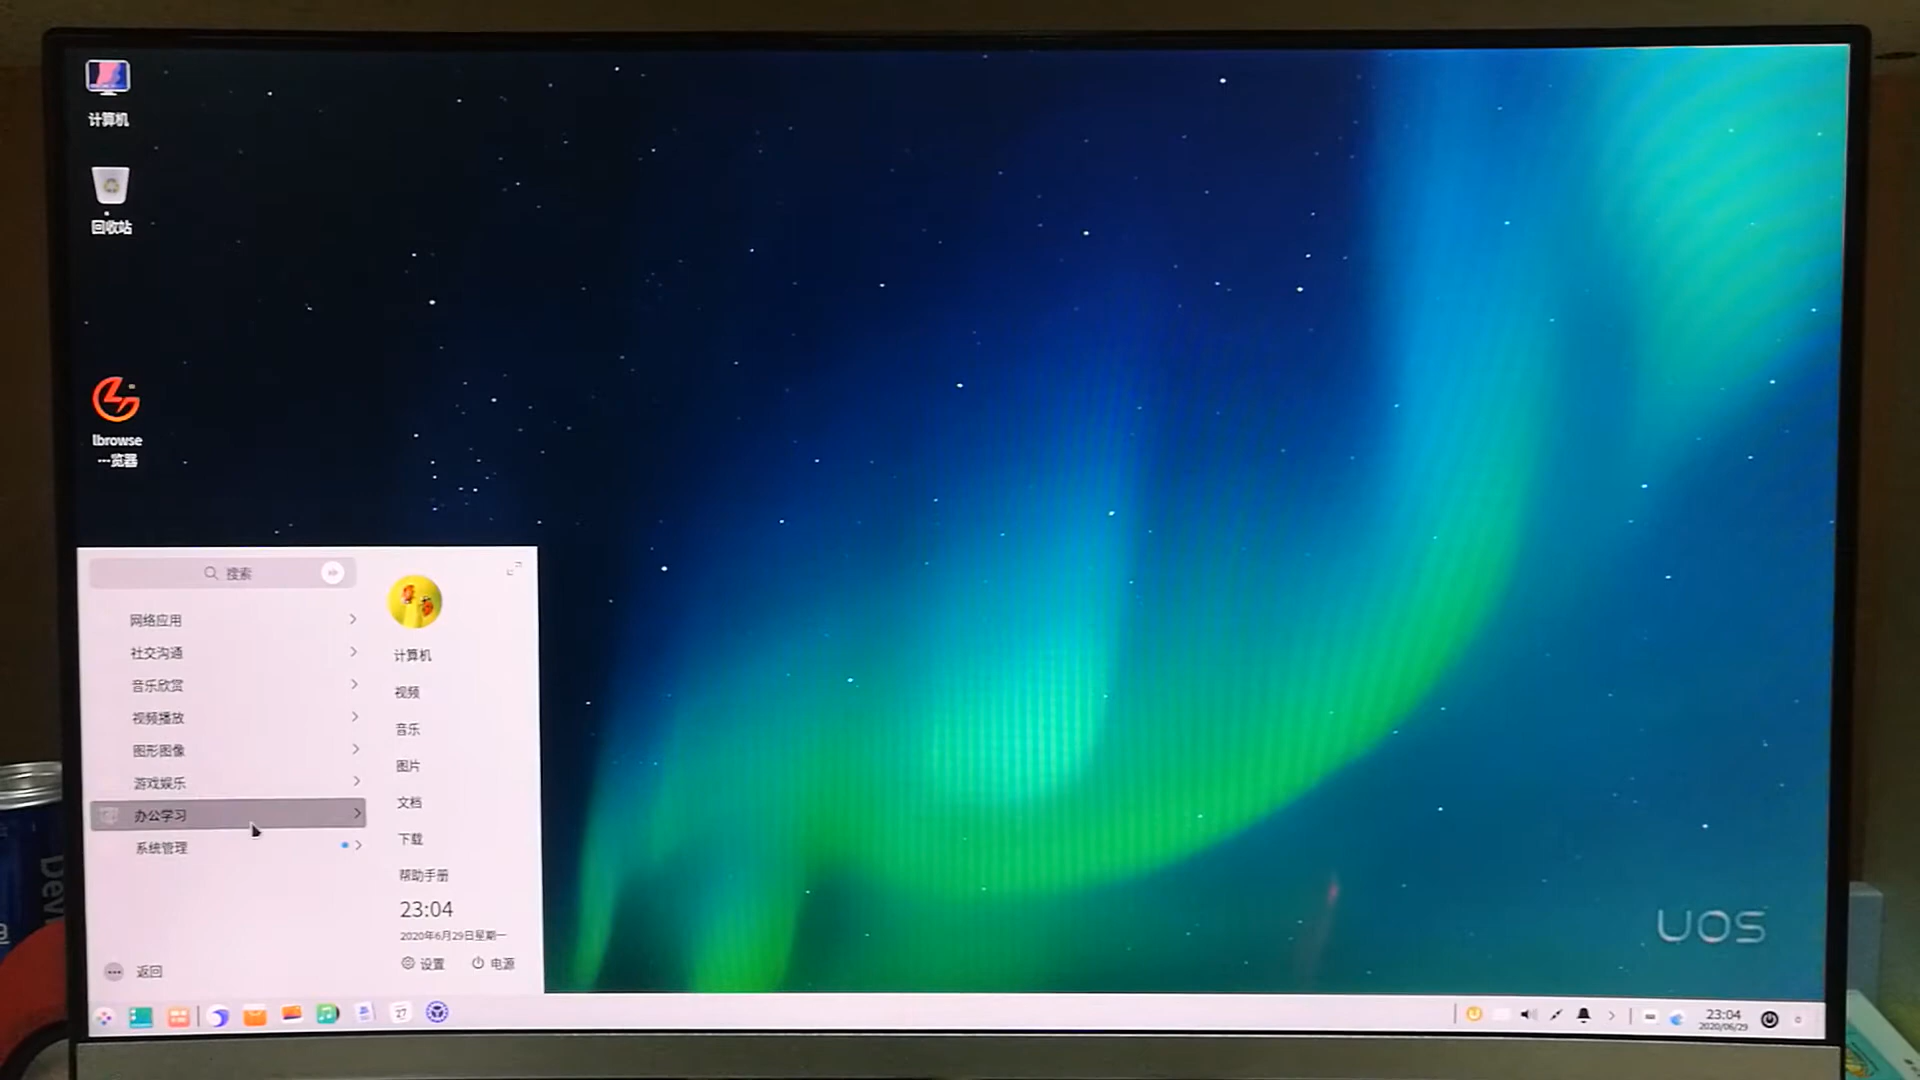 计算机
回收站
lbrowse
...览器
搜索
网络应用
社交沟通
音乐欣赏
视频播放
图形图像
游戏娱乐
办公学习
系统管理
返回
计算机
视频
音乐
图片
文档
下载
帮助手册
23:04
2020年6月29日星期一
设置
电源
UOS
27
23:04
2020/06/29
Dev